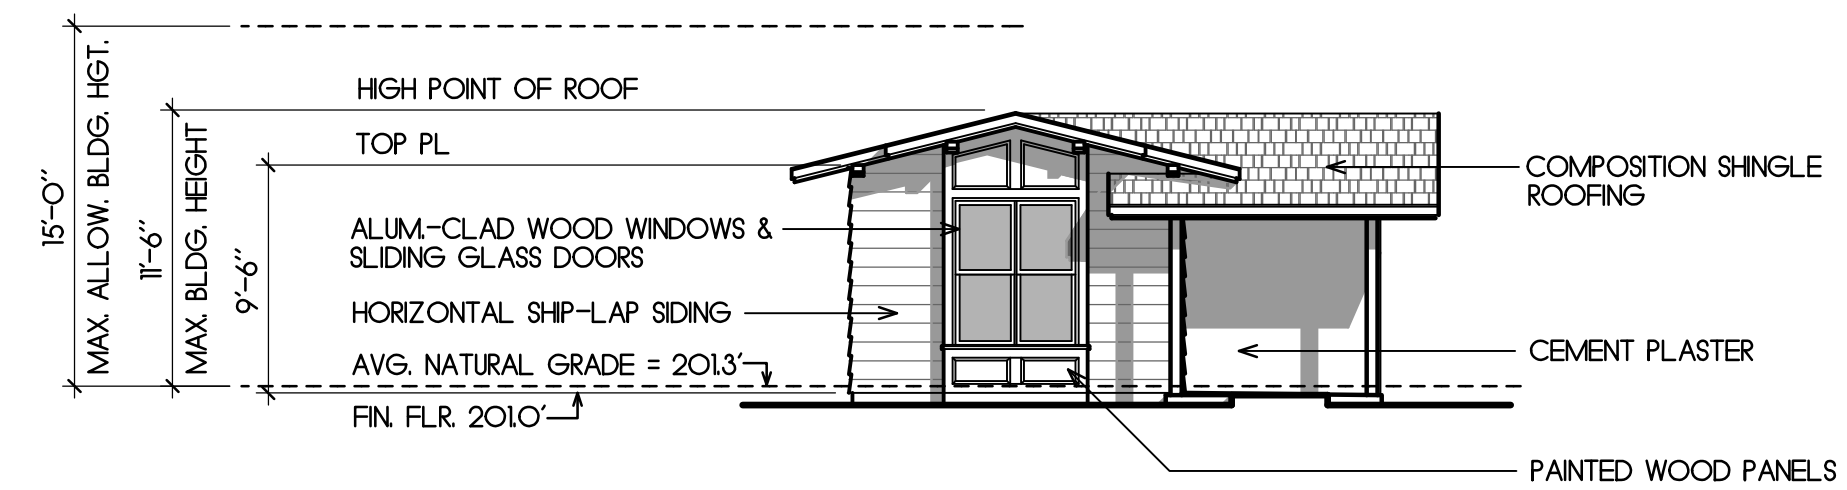 15'-0"
MAX. ALLOW. BLDG. HGT.
11'-6"
MAX. BLDG. HEIGHT
9'-6"
HIGH POINT OF ROOF
TOP PL
ALUM.-CLAD WOOD WINDOWS &
SLIDING GLASS DOORS
HORIZONTAL SHIP-LAP SIDING
AVG. NATURAL GRADE = 201.3'
FIN. FLR. 201.0'
COMPOSITION SHINGLE
ROOFING
CEMENT PLASTER
PAINTED WOOD PANELS